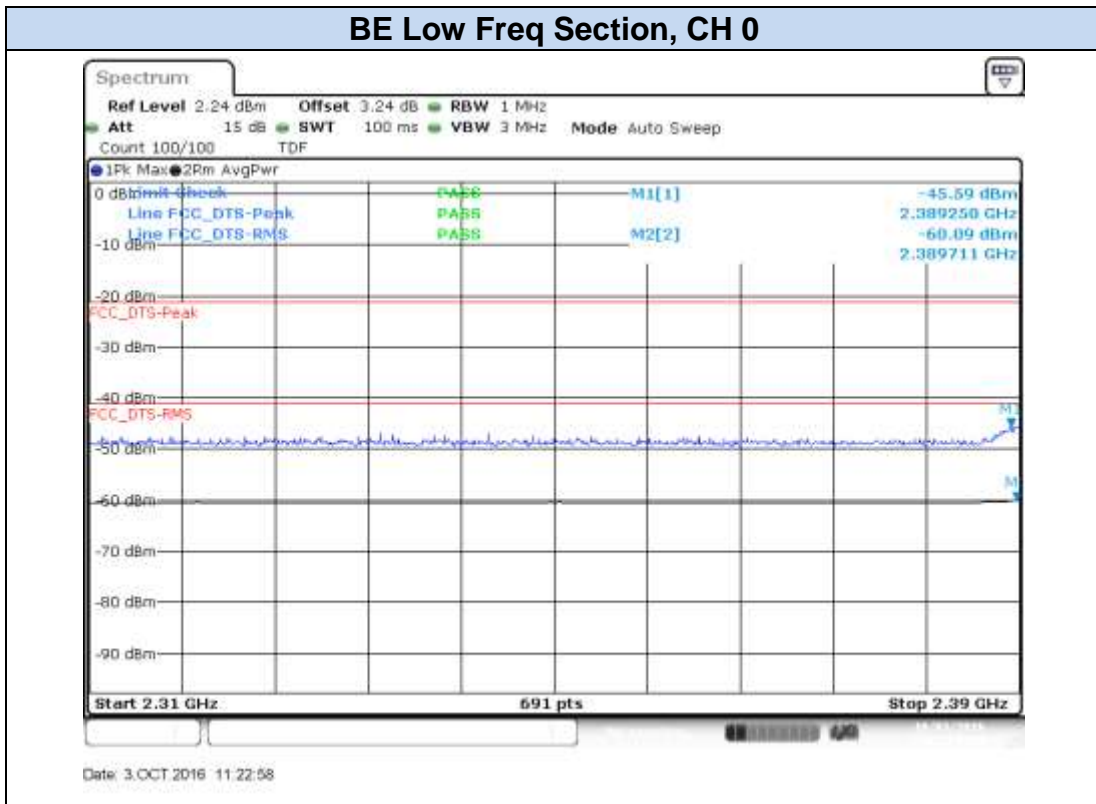 BE Low Freq Section, CH 0
Spectrum
Ref Level 2.24 dBm Offset 3.24 dB RBW 1 MHz
Att 15 dB SWT 100 ms VBW 3 MHz Mode Auto Sweep
Count 100/100 TDF
1Pk Max 2Rm AvgPwr
0 dBm Limit Check PASS M1[1] -45.59 dBm
Line FCC_DTS-Peak PASS 2.389250 GHz
-10 dBm Line FCC_DTS-RMS PASS M2[2] -60.09 dBm
2.389711 GHz
-20 dBm
FCC_DTS-Peak
-30 dBm
-40 dBm
FCC_DTS-RMS
M1
-50 dBm
M
-60 dBm
-70 dBm
-80 dBm
-90 dBm
Start 2.31 GHz 691 pts Stop 2.39 GHz
Date: 3.OCT.2016 11:22:58